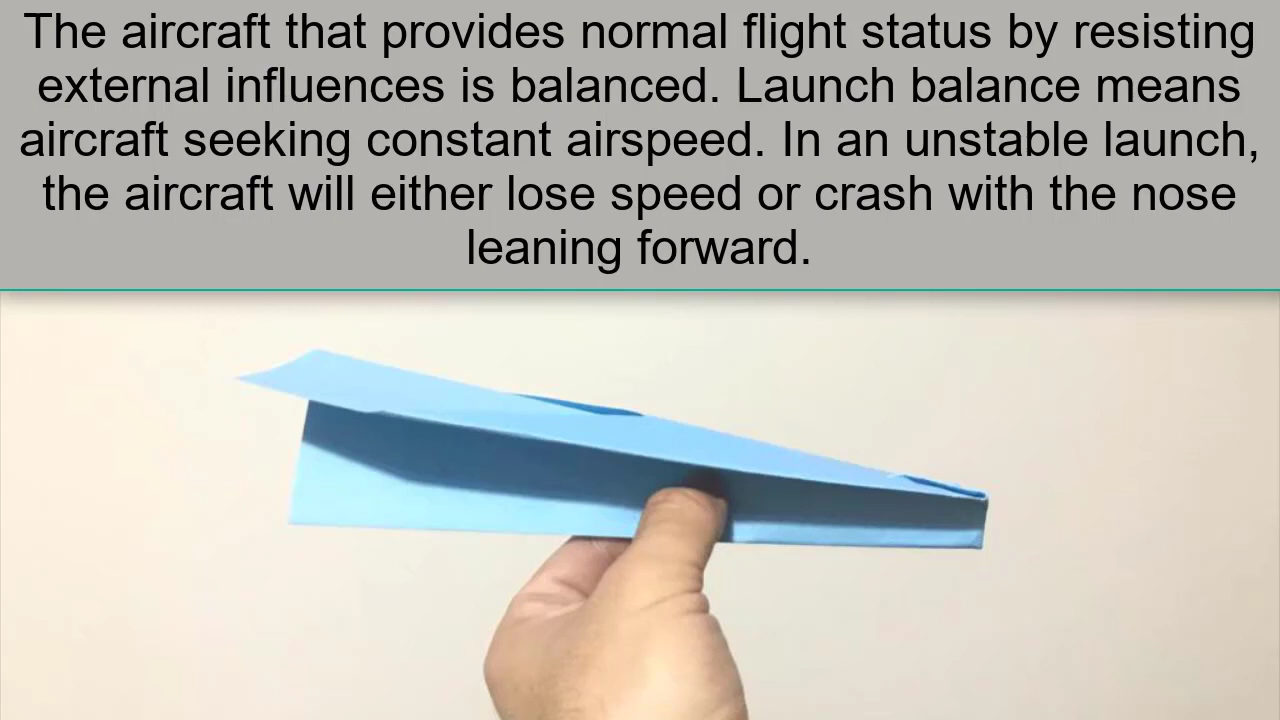 The aircraft that provides normal flight status by resisting
external influences is balanced. Launch balance means
aircraft seeking constant airspeed. In an unstable launch,
the aircraft will either lose speed or crash with the nose
leaning forward.